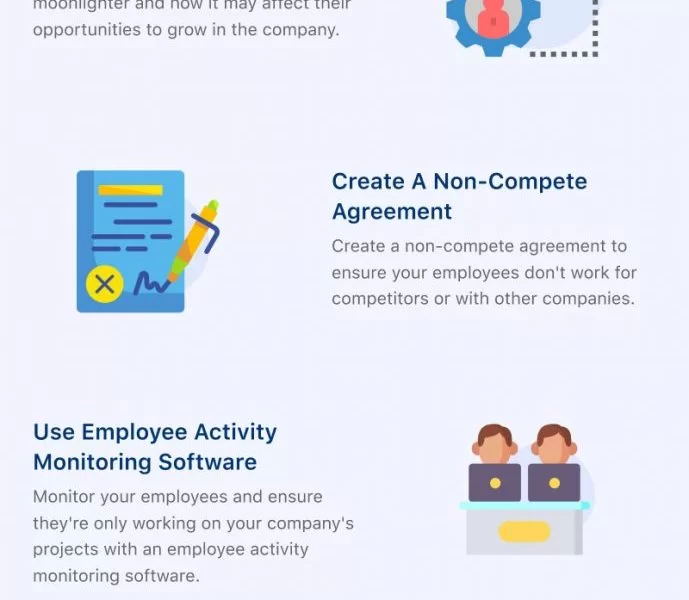 moonlighter and how it may affect their
opportunities to grow in the company.
Create A Non-Compete
Agreement
Create a non-compete agreement to
ensure your employees don't work for
competitors or with other companies.
Use Employee Activity
Monitoring Software
Monitor your employees and ensure
they're only working on your company's
projects with an employee activity
monitoring software.